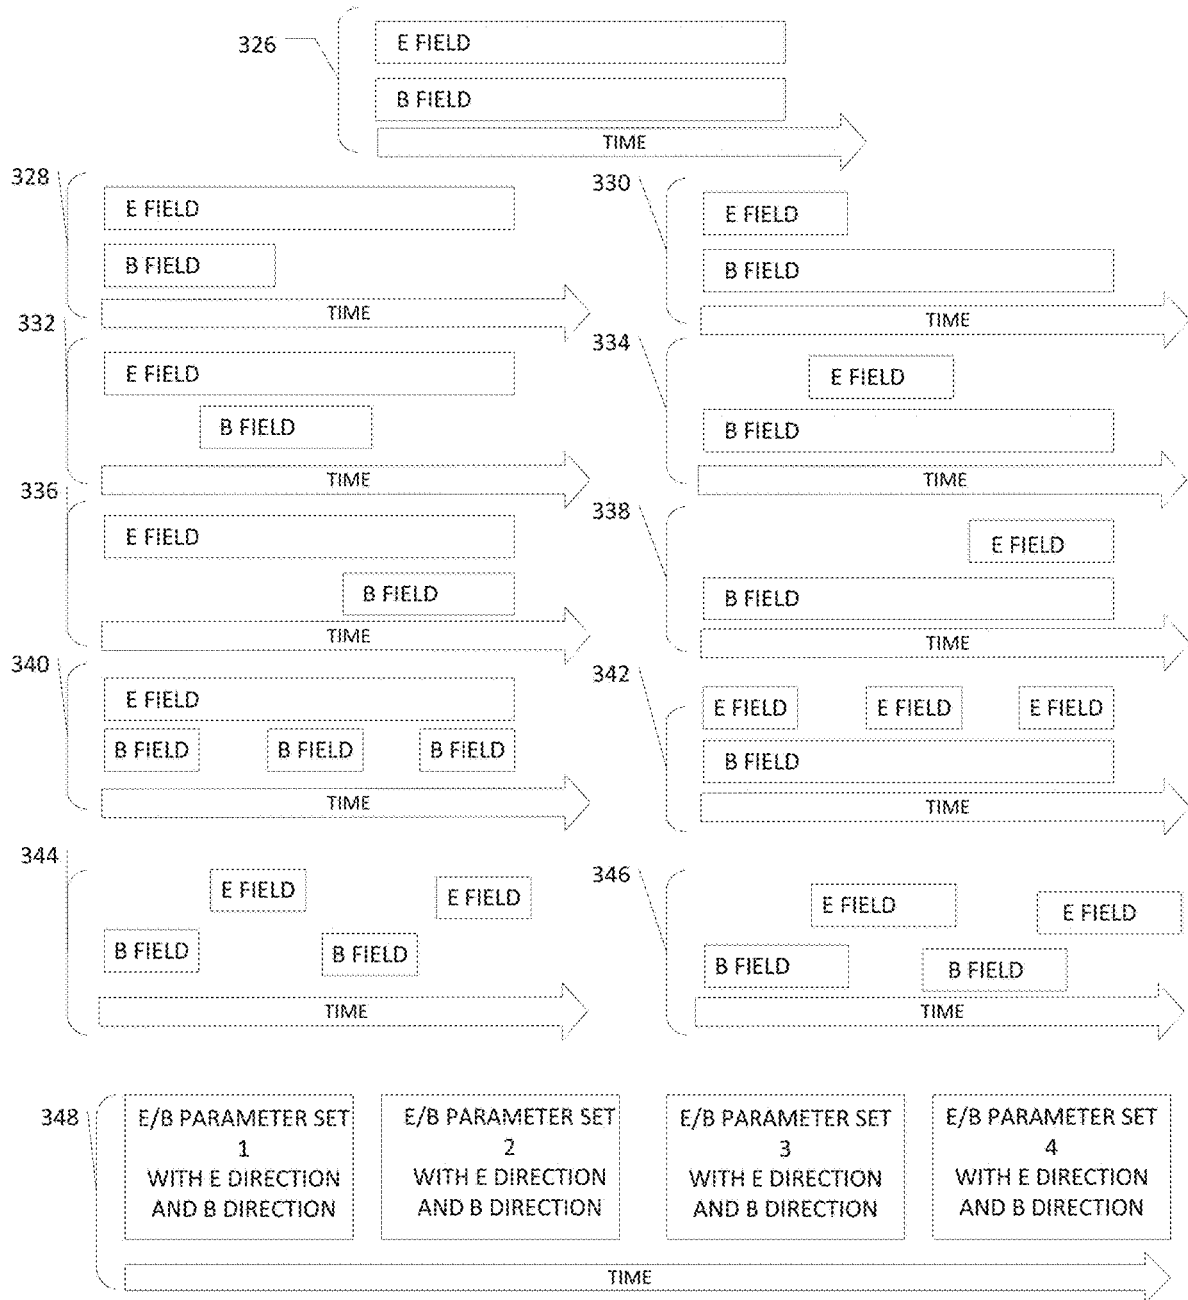 326
E FIELD
B FIELD
TIME
328
E FIELD
B FIELD
TIME
330
E FIELD
B FIELD
TIME
332
E FIELD
B FIELD
TIME
334
E FIELD
B FIELD
TIME
336
E FIELD
B FIELD
TIME
338
E FIELD
B FIELD
TIME
340
E FIELD
B FIELD
B FIELD
B FIELD
TIME
342
E FIELD
E FIELD
E FIELD
B FIELD
TIME
344
E FIELD
E FIELD
B FIELD
B FIELD
TIME
346
E FIELD
E FIELD
B FIELD
B FIELD
TIME
348
E/B PARAMETER SET
1
WITH E DIRECTION
AND B DIRECTION
E/B PARAMETER SET
2
WITH E DIRECTION
AND B DIRECTION
E/B PARAMETER SET
3
WITH E DIRECTION
AND B DIRECTION
E/B PARAMETER SET
4
WITH E DIRECTION
AND B DIRECTION
TIME